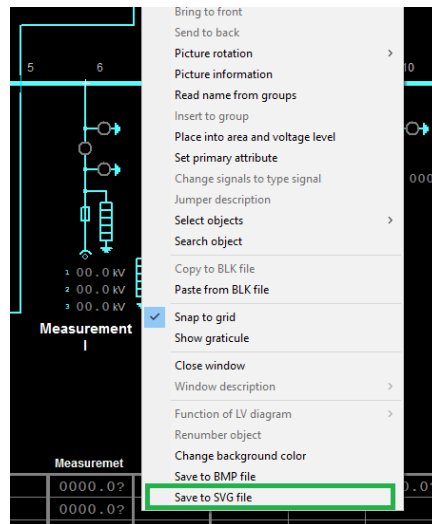 Bring to front
Send to back
5
6
Picture rotation
10
Picture information
Read name from groups
Insert to group
Place into area and voltage level
Set primary attribute
Change signals to type signal
000
Jumper description
Select objects
Search object
1 00.0 kV
Copy to BLK file
2 00.0 kV
Paste from BLK file
3 00.0 kV
Snap to grid
Measurement
I
Show graticule
Close window
Window description
Function of LV diagram
Renumber object
Change background color
Measuremet
Save to BMP file
0000.0?
Save to SVG file
0.0?
0000.0?